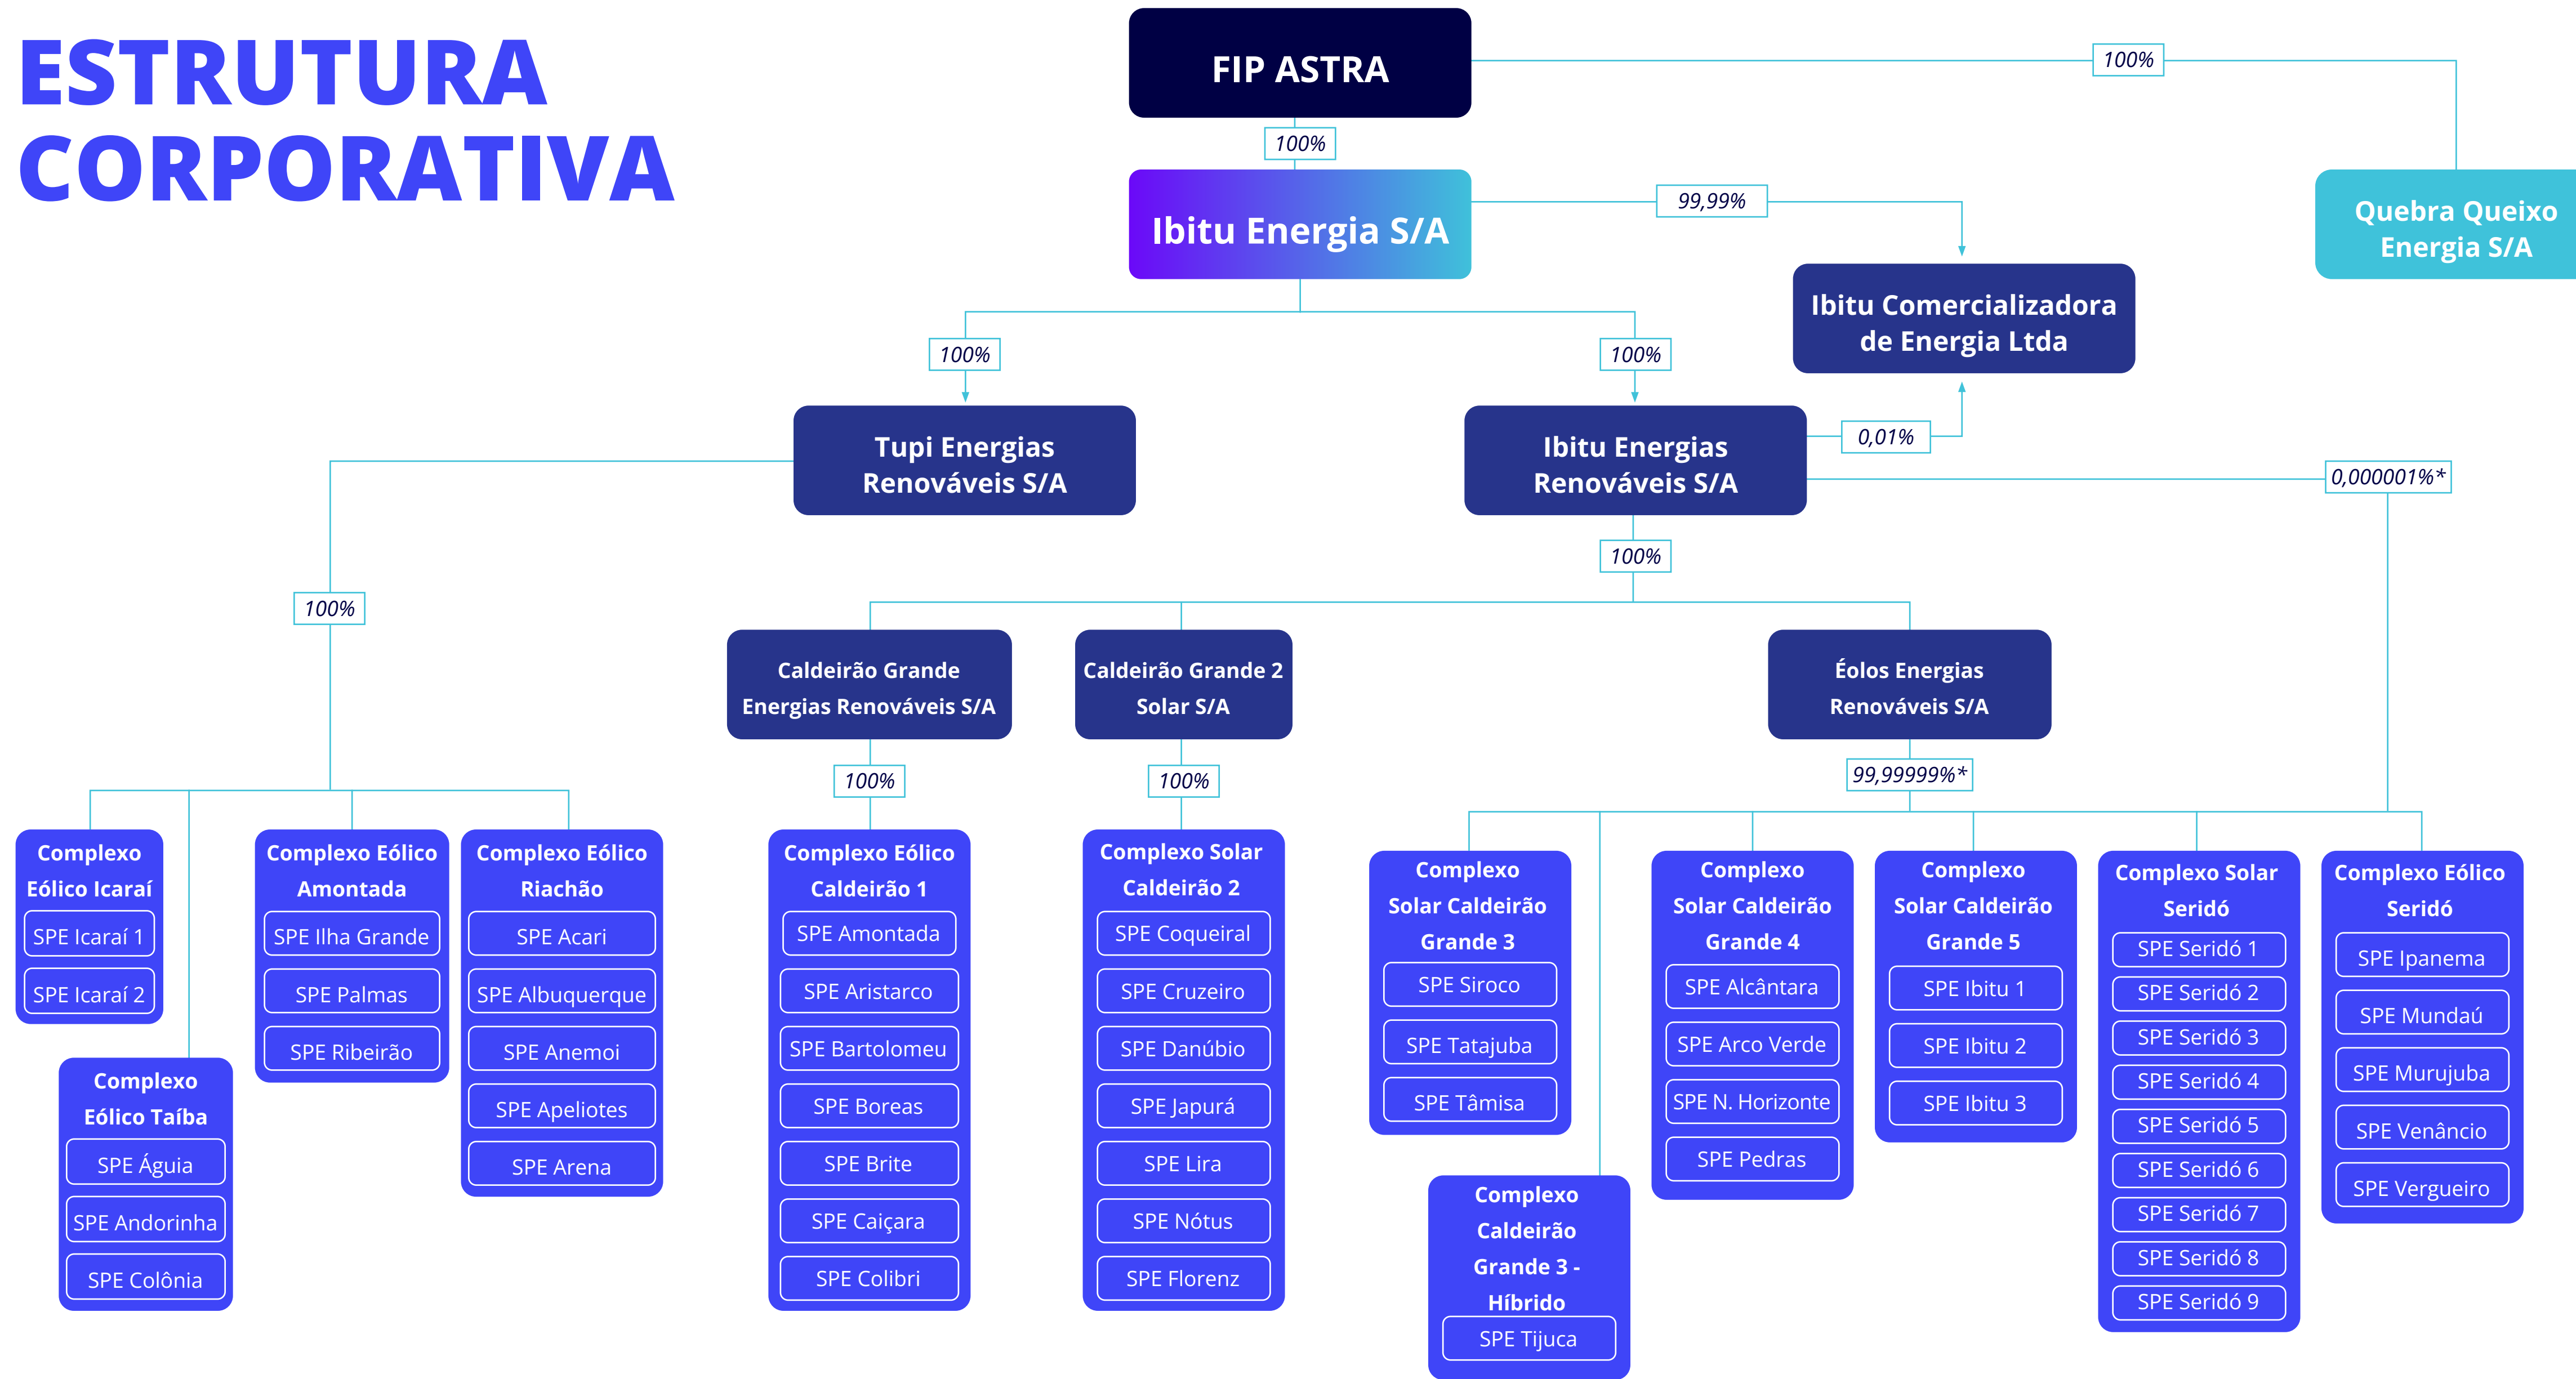 ESTRUTURA
CORPORATIVA
FIP ASTRA
100%
100%
Ibitu Energia S/A
99,99%
Quebra Queixo
Energia S/A
Ibitu Comercializadora
de Energia Ltda
100%
100%
Tupi Energias
Renováveis S/A
Ibitu Energias
Renováveis S/A
0,01%
0,000001%*
100%
100%
Caldeirão Grande
Energias Renováveis S/A
Caldeirão Grande 2
Solar S/A
Éolos Energias
Renováveis S/A
100%
100%
99,99999%*
Complexo
Eólico Icaraí
SPE Icaraí 1
SPE Icaraí 2
Complexo
Eólico Taíba
SPE Águia
SPE Andorinha
SPE Colônia
Complexo Eólico
Amontada
SPE Ilha Grande
SPE Palmas
SPE Ribeirão
Complexo Eólico
Riachão
SPE Acari
SPE Albuquerque
SPE Anemoi
SPE Apeliotes
SPE Arena
Complexo Eólico
Caldeirão 1
SPE Amontada
SPE Aristarco
SPE Bartolomeu
SPE Boreas
SPE Brite
SPE Caiçara
SPE Colibri
Complexo Solar
Caldeirão 2
SPE Coqueiral
SPE Cruzeiro
SPE Danúbio
SPE Japurá
SPE Lira
SPE Nótus
SPE Florenz
Complexo
Solar Caldeirão
Grande 3
SPE Siroco
SPE Tatajuba
SPE Tâmisa
Complexo
Caldeirão
Grande 3 -
Híbrido
SPE Tijuca
Complexo
Solar Caldeirão
Grande 4
SPE Alcântara
SPE Arco Verde
SPE N. Horizonte
SPE Pedras
Complexo
Solar Caldeirão
Grande 5
SPE Ibitu 1
SPE Ibitu 2
SPE Ibitu 3
Complexo Solar
Seridó
SPE Seridó 1
SPE Seridó 2
SPE Seridó 3
SPE Seridó 4
SPE Seridó 5
SPE Seridó 6
SPE Seridó 7
SPE Seridó 8
SPE Seridó 9
Complexo Eólico
Seridó
SPE Ipanema
SPE Mundaú
SPE Murujuba
SPE Venâncio
SPE Vergueiro